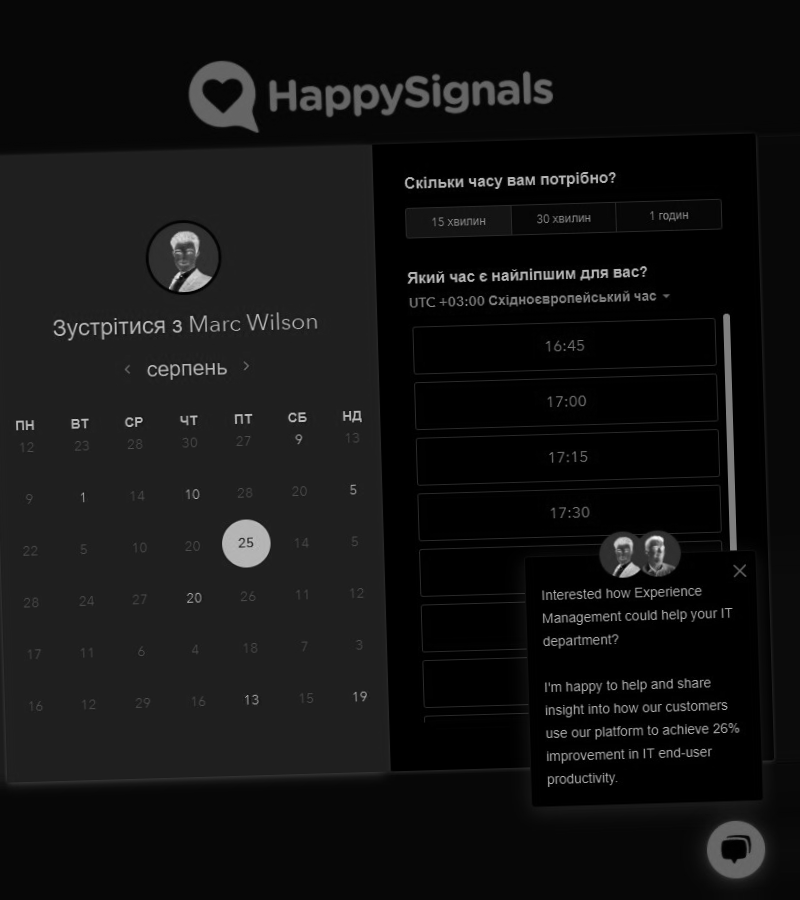 HappySignals
Зустрітися з Marc Wilson
серпень
ПН ВТ СР ЧТ ПТ СБ НД
12 23 28 30 27 9 13
9 1 14 10 28 20 5
22 5 10 20 25 14 5
28 24 27 20 26 11 12
17 11 6 4 18 7 3
16 12 29 16 13 15 19
Скільки часу вам потрібно?
15 хвилин 30 хвилин 1 годин
Який час є найліпшим для вас?
UTC +03:00 Східноєвропейський час
16:45
17:00
17:15
17:30
Interested how Experience
Management could help your IT
department?
I'm happy to help and share
insight into how our customers
use our platform to achieve 26%
improvement in IT end-user
productivity.